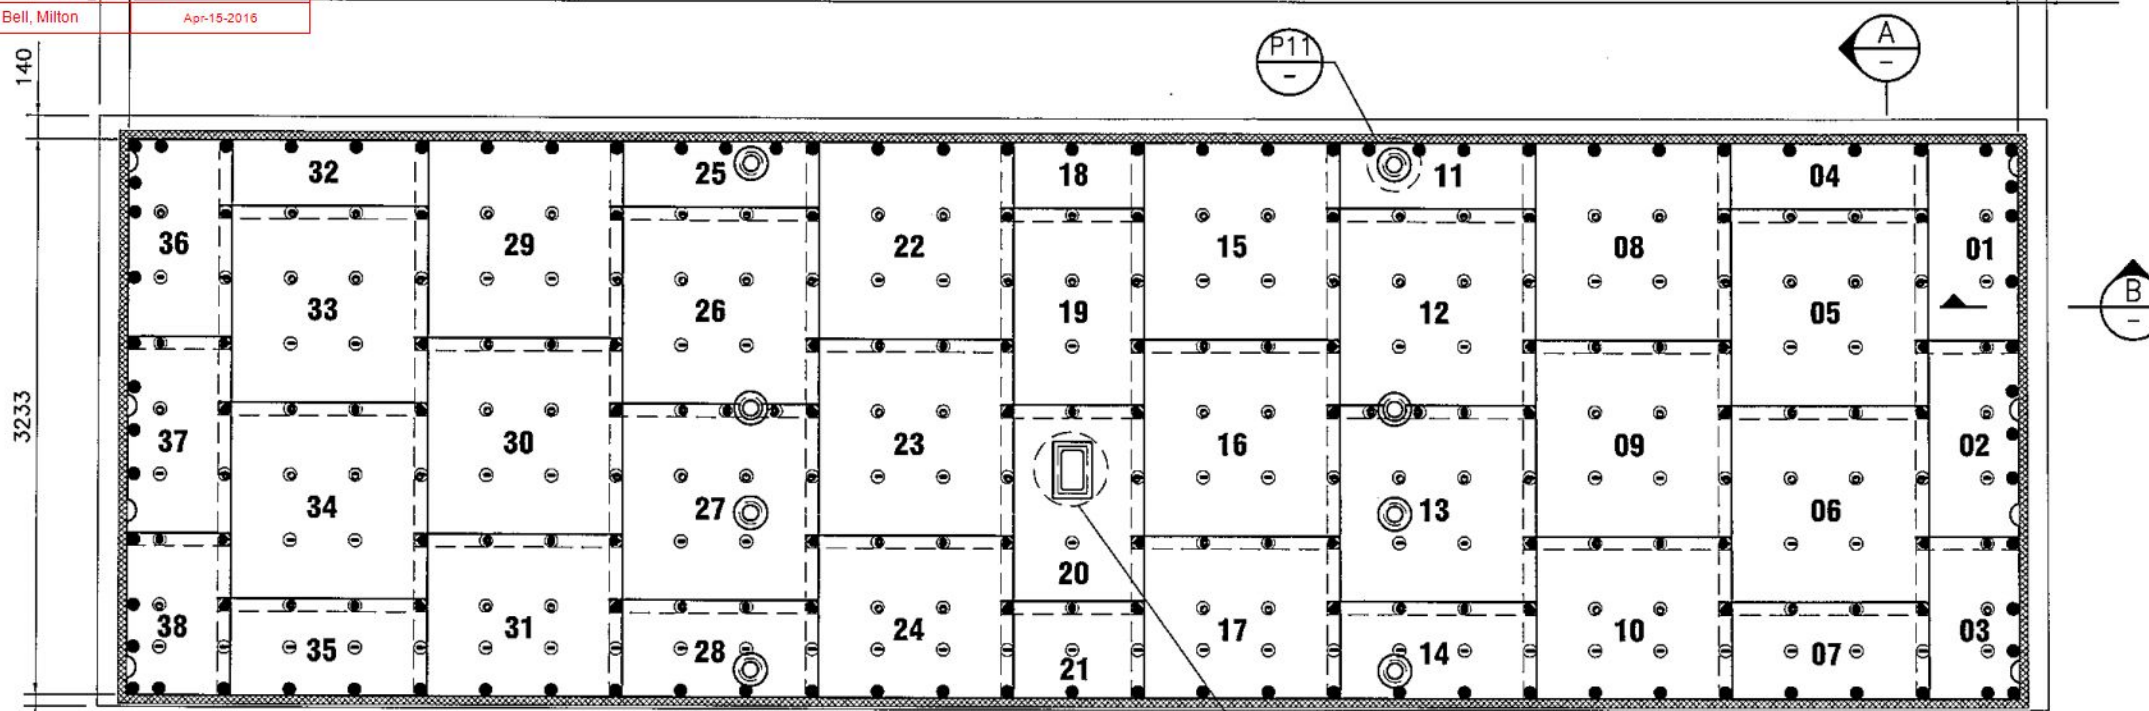 Bell, Milton Apr-15-2016
140
P11
-
A
-
32 25 18 11 04
36 29 22 15 08 01
33 26 19 12 05
B
-
3233
37 30 23 16 09 02
34 27 13 06
20
38 31 24 17 10 03
35 28 21 14 07